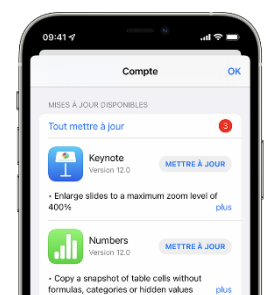 09:41
Compte
OK
MISES À JOUR DISPONIBLES
Tout mettre à jour
3
Keynote
METTRE À JOUR
Version 12.0
• Enlarge slides to a maximum zoom level of
400%
plus
Numbers
METTRE À JOUR
Version 12.0
• Copy a snapshot of table cells without
formulas, categories or hidden values
plus